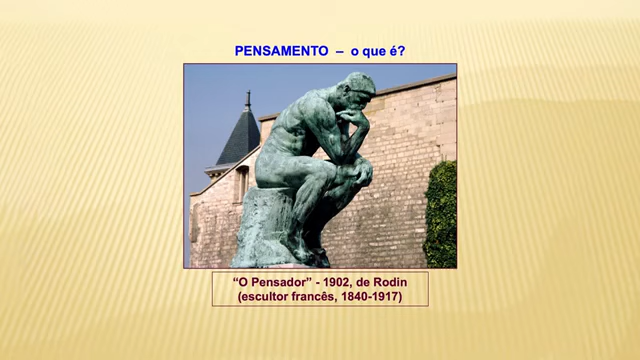 PENSAMENTO – o que é?
“O Pensador” - 1902, de Rodin
(escultor francês, 1840-1917)